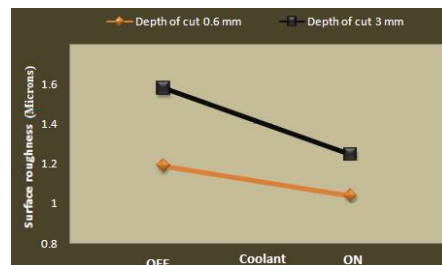 Depth of cut 0.6 mm Depth of cut 3 mm
Surface roughness (Microns)
1.6
1.4
1.2
1
0.8
OFF Coolant ON